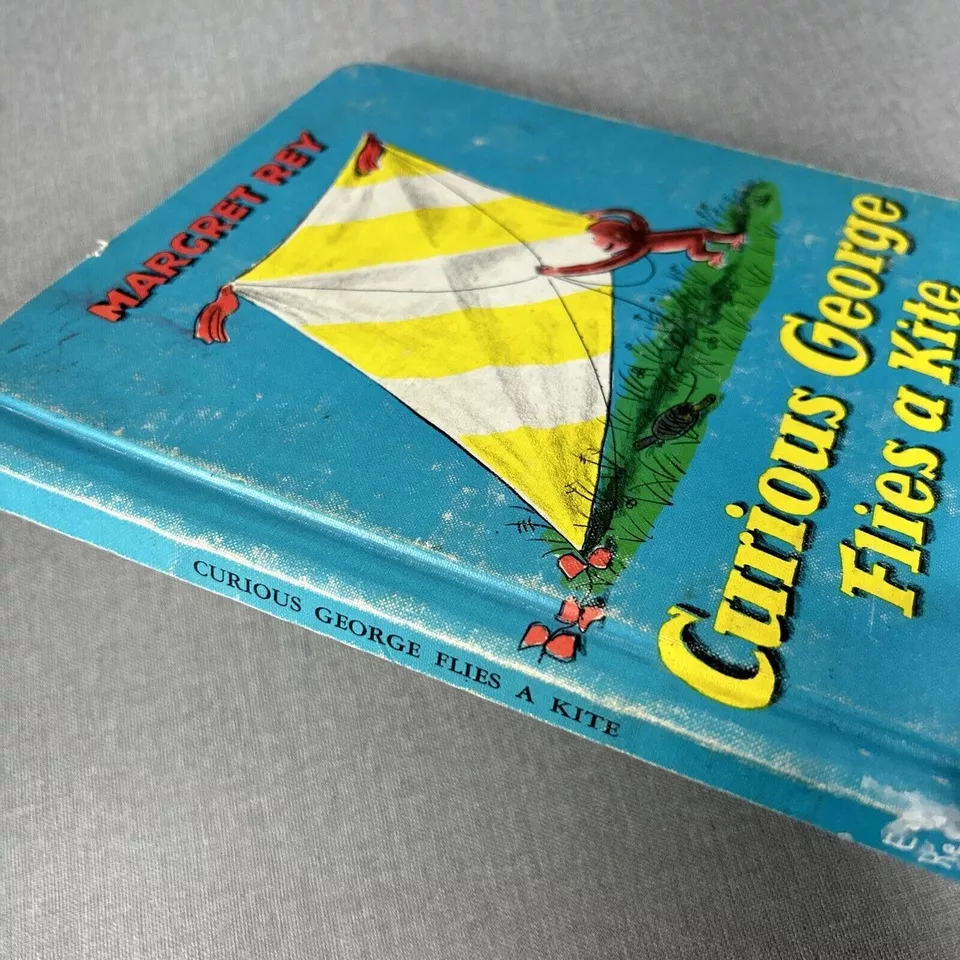 MARGRET REY
Curious George
Flies a Kite
CURIOUS GEORGE FLIES A KITE
E